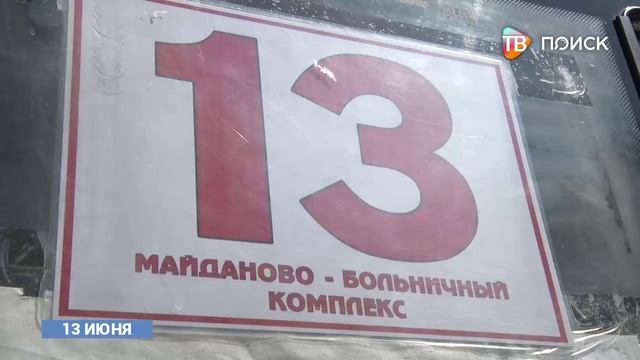 ТВ ПОИСК
13
МАЙДАНОВО - БОЛЬНИЧНЫЙ
КОМПЛЕКС
13 ИЮНЯ